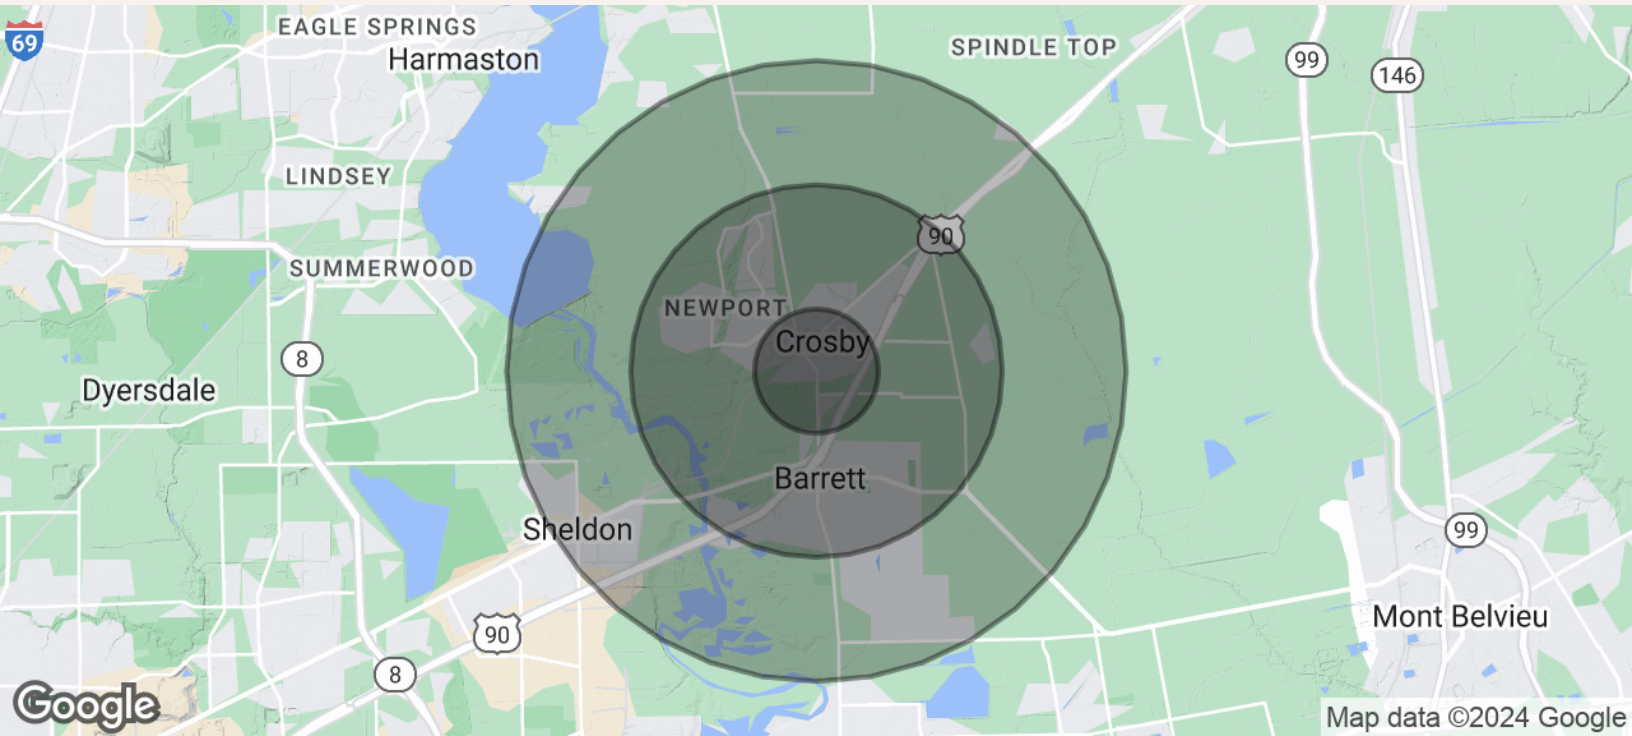 EAGLE SPRINGS
69
Harmaston
SPINDLE TOP
99
146
LINDSEY
90
SUMMERWOOD
NEWPORT
Crosby
8
Dyersdale
Barrett
Sheldon
99
Mont Belvieu
90
8
Google
Map data ©2024 Google